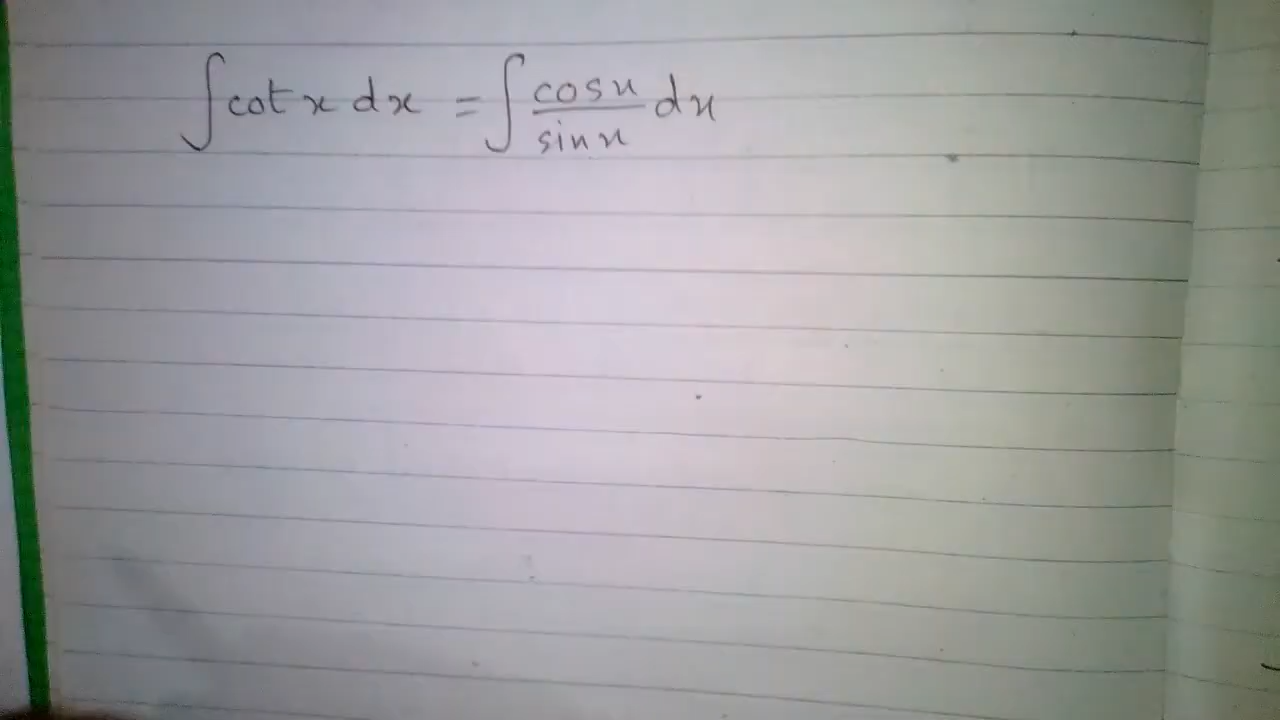 ∫cot x dx = ∫ cos x / sin x dx